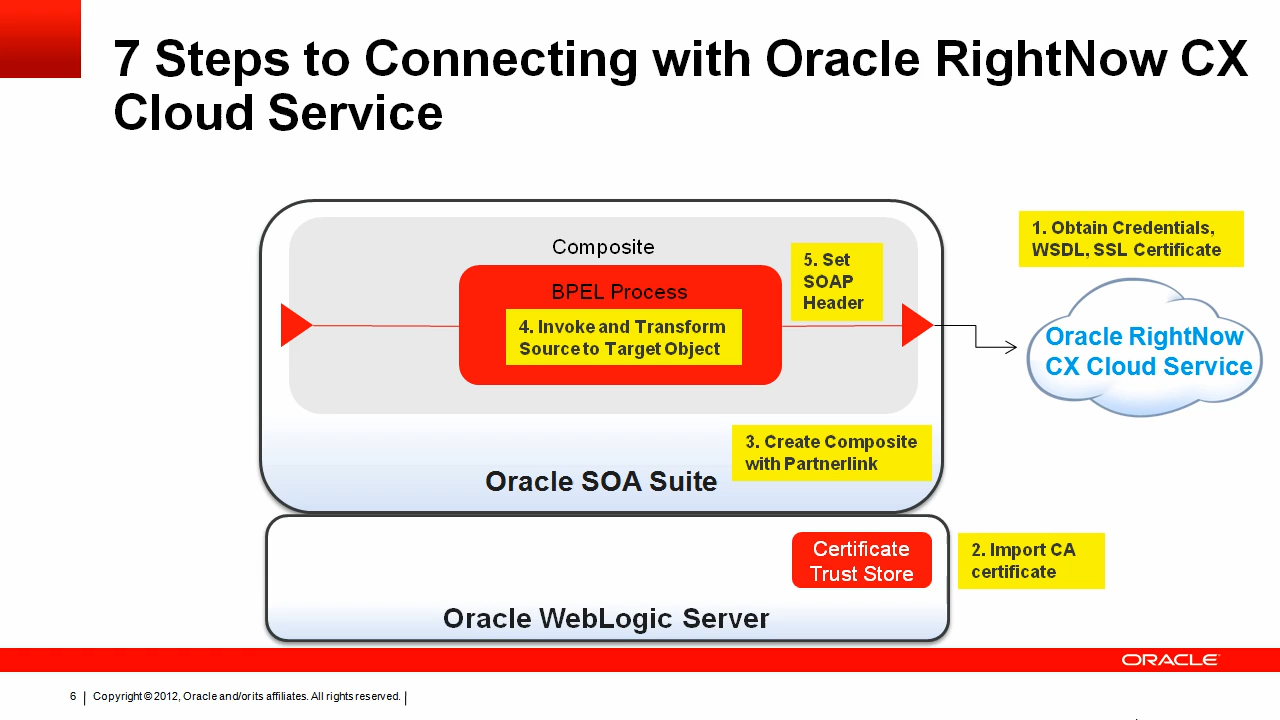 7 Steps to Connecting with Oracle RightNow CX
Cloud Service
Composite
BPEL Process
4. Invoke and Transform
Source to Target Object
5. Set
SOAP
Header
1. Obtain Credentials,
WSDL, SSL Certificate
Oracle RightNow
CX Cloud Service
3. Create Composite
with Partnerlink
Oracle SOA Suite
Certificate
Trust Store
2. Import CA
certificate
Oracle WebLogic Server
ORACLE
6 | Copyright © 2012, Oracle and/or its affiliates. All rights reserved. |